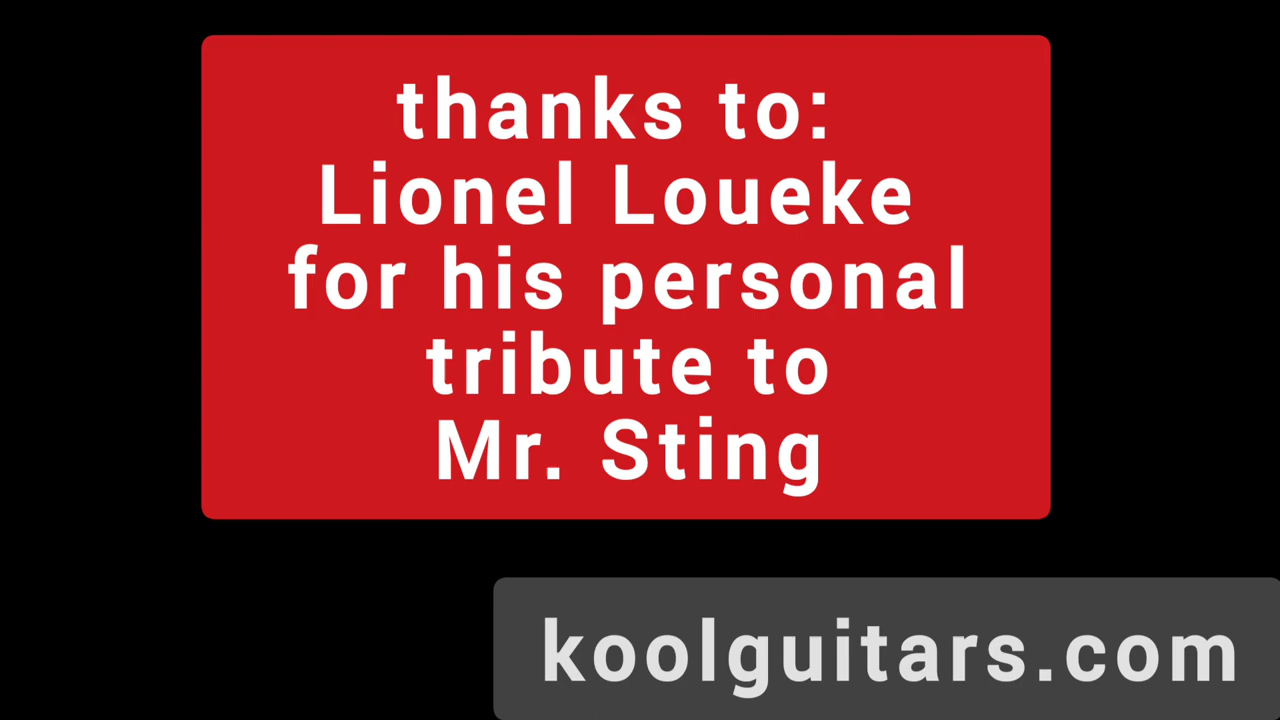 thanks to:
Lionel Loueke
for his personal
tribute to
Mr. Sting
koolguitars.com